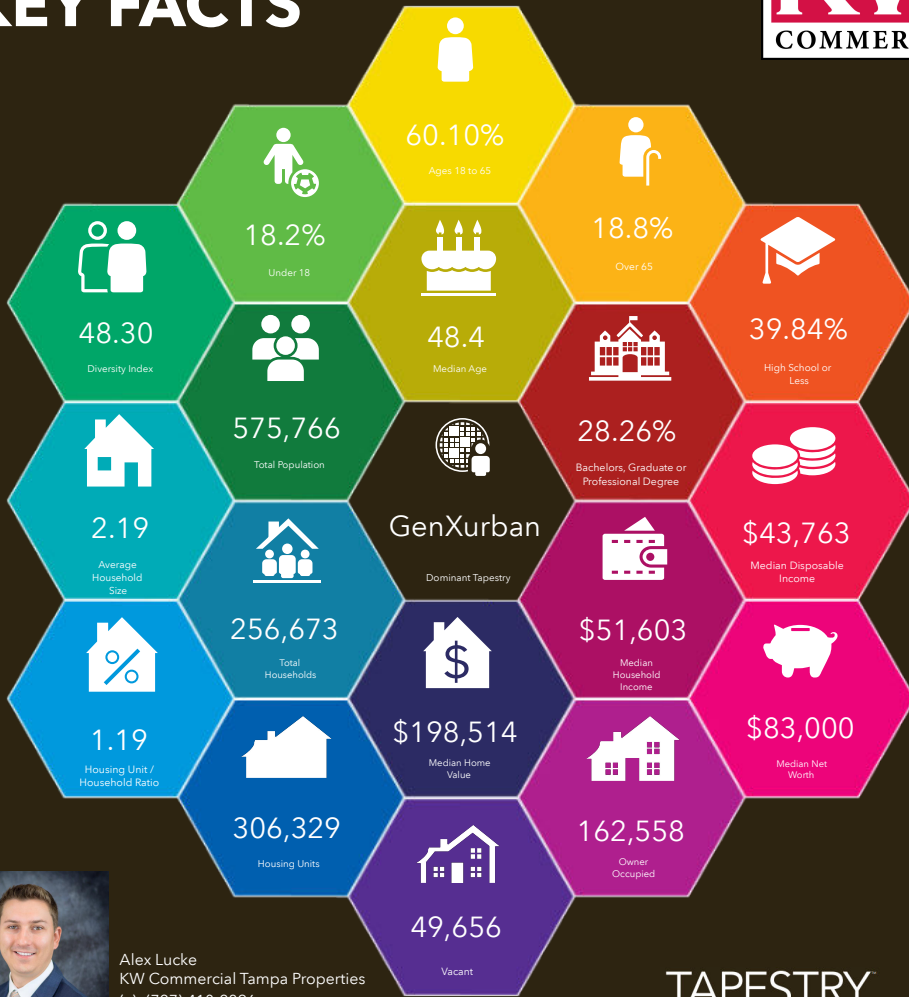 KEY FACTS
COMMER
60.10%
Ages 18 to 65
18.2%
Under 18
18.8%
Over 65
48.30
Diversity Index
48.4
Median Age
39.84%
High School or
Less
575,766
Total Population
28.26%
Bachelors, Graduate or
Professional Degree
2.19
Average
Household
Size
GenXurban
Dominant Tapestry
$43,763
Median Disposable
Income
256,673
Total
Households
$51,603
Median
Household
Income
1.19
Housing Unit /
Household Ratio
$
$198,514
Median Home
Value
$83,000
Median Net
Worth
306,329
Housing Units
162,558
Owner
Occupied
49,656
Vacant
Alex Lucke
KW Commercial Tampa Properties
TAPESTRY™